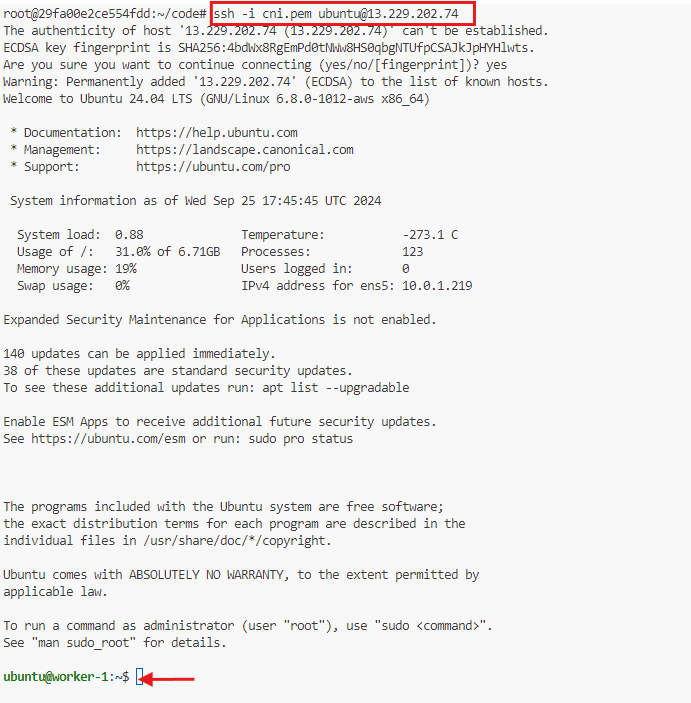 root@29fa00e2ce554fdd:~/code# ssh -i cni.pem ubuntu@13.229.202.74
The authenticity of host '13.229.202.74 (13.229.202.74)' can't be established.
ECDSA key fingerprint is SHA256:4bdWx8RgEmPd0tNWw8HS0qbgNTUfpCSAJkJpHYHlwts.
Are you sure you want to continue connecting (yes/no/[fingerprint])? yes
Warning: Permanently added '13.229.202.74' (ECDSA) to the list of known hosts.
Welcome to Ubuntu 24.04 LTS (GNU/Linux 6.8.0-1012-aws x86_64)
* Documentation: https://help.ubuntu.com
* Management: https://landscape.canonical.com
* Support: https://ubuntu.com/pro
System information as of Wed Sep 25 17:45:45 UTC 2024
System load: 0.88 Temperature: -273.1 C
Usage of /: 31.0% of 6.71GB Processes: 123
Memory usage: 19% Users logged in: 0
Swap usage: 0% IPv4 address for ens5: 10.0.1.219
Expanded Security Maintenance for Applications is not enabled.
140 updates can be applied immediately.
38 of these updates are standard security updates.
To see these additional updates run: apt list --upgradable
Enable ESM Apps to receive additional future security updates.
See https://ubuntu.com/esm or run: sudo pro status
The programs included with the Ubuntu system are free software;
the exact distribution terms for each program are described in the
individual files in /usr/share/doc/*/copyright.
Ubuntu comes with ABSOLUTELY NO WARRANTY, to the extent permitted by
applicable law.
To run a command as administrator (user "root"), use "sudo <command>".
See "man sudo_root" for details.
ubuntu@worker-1:~$